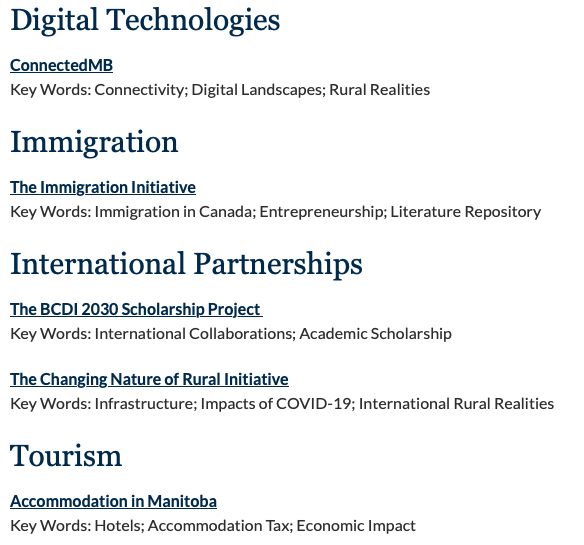 Digital Technologies
ConnectedMB
Key Words: Connectivity; Digital Landscapes; Rural Realities
Immigration
The Immigration Initiative
Key Words: Immigration in Canada; Entrepreneurship; Literature Repository
International Partnerships
The BCDI 2030 Scholarship Project
Key Words: International Collaborations; Academic Scholarship
The Changing Nature of Rural Initiative
Key Words: Infrastructure; Impacts of COVID-19; International Rural Realities
Tourism
Accommodation in Manitoba
Key Words: Hotels; Accommodation Tax; Economic Impact